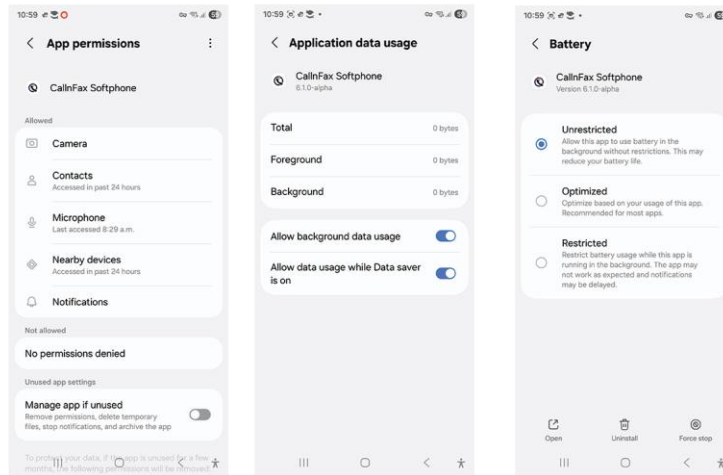 10:59
App permissions
CallnFax Softphone
Allowed
Camera
Contacts
Accessed in past 24 hours
Microphone
Last accessed 8:29 a.m.
Nearby devices
Accessed in past 24 hours
Notifications
Not allowed
No permissions denied
Unused app settings
Manage app if unused
Remove permissions, delete temporary
files, stop notifications, and archive the app
To protect your data, if the app is unused for a few
months, the following permissions will be removed:
10:59
Application data usage
CallnFax Softphone
6.1.0-alpha
Total
0 bytes
Foreground
0 bytes
Background
0 bytes
Allow background data usage
Allow data usage while Data saver
is on
10:59
Battery
CallnFax Softphone
Version 6.1.0-alpha
Unrestricted
Allow this app to use battery in the
background without restrictions. This may
reduce your battery life.
Optimized
Optimize based on your usage of this app.
Recommended for most apps.
Restricted
Restrict battery usage while this app is
running in the background. The app may
not work as expected and notifications
may be delayed.
Open
Uninstall
Force stop